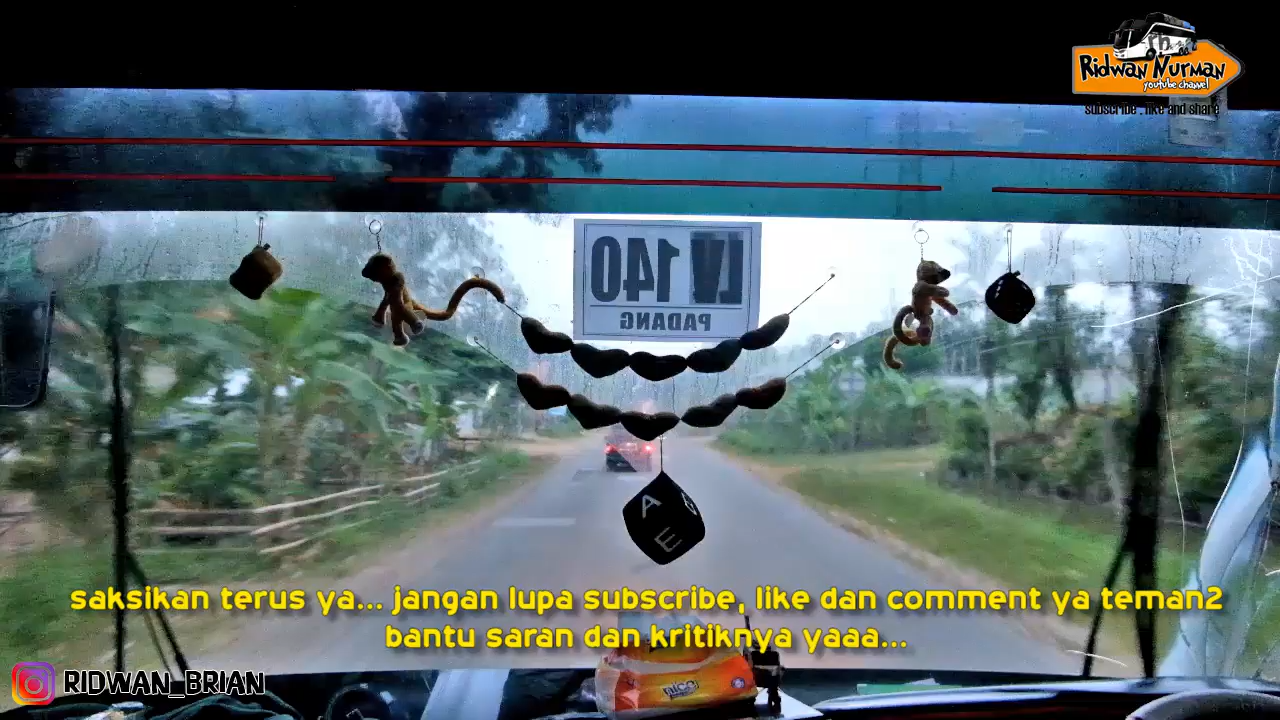 Ridwan Nurman
youtube channel
subscribe . like and share
LV 140
PADANG
A
E
saksikan terus ya... jangan lupa subscribe, like dan comment ya teman2
bantu saran dan kritiknya yaaa...
nico
RIDWAN_BRIAN